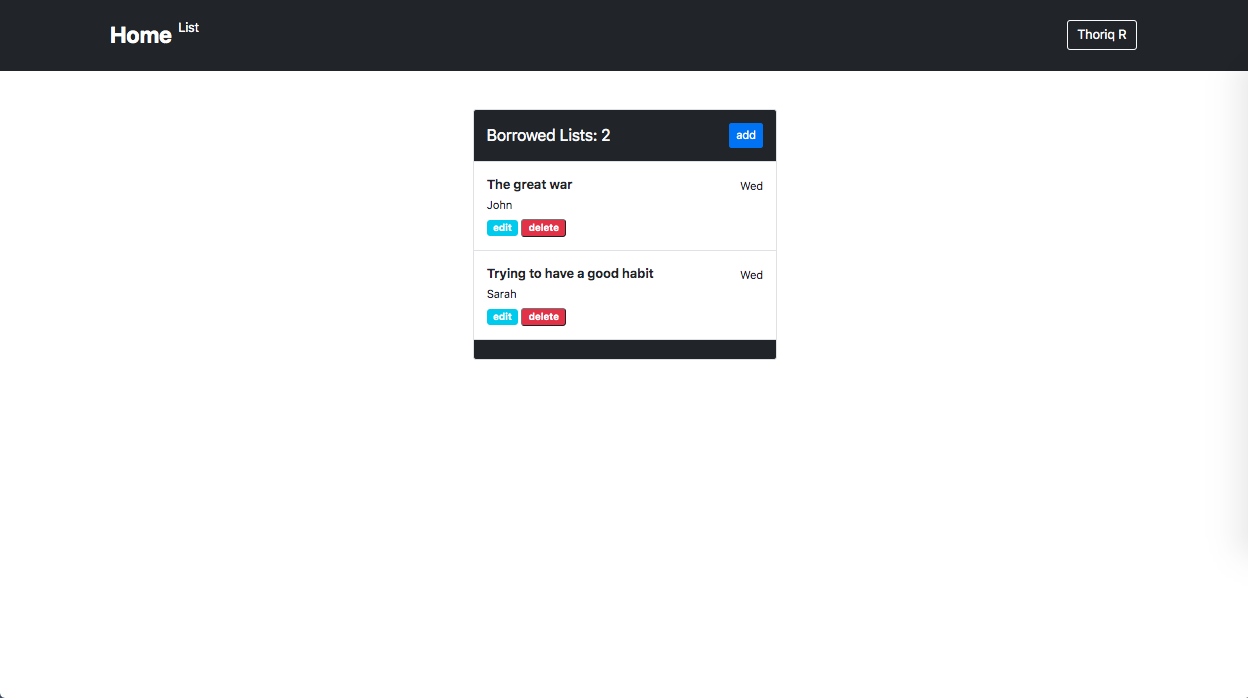 Home List
Thoriq R
Borrowed Lists: 2
add
The great war
Wed
John
edit delete
Trying to have a good habit
Wed
Sarah
edit delete